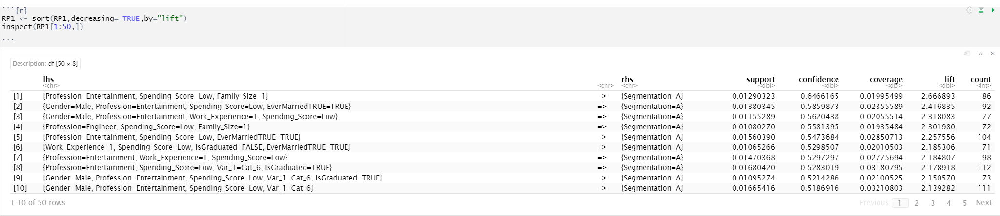 ```{r}
RP1 <- sort(RP1,decreasing= TRUE,by="lift")
inspect(RP1[1:50,])
```
Description: df [50 × 8]
lhs rhs support confidence coverage lift count
<chr> <chr> <chr> <dbl> <dbl> <dbl> <dbl> <int>
[1] {Profession=Entertainment, Spending_Score=Low, Family_Size=1} => {Segmentation=A} 0.01290323 0.6466165 0.01995499 2.666893 86
[2] {Gender=Male, Profession=Entertainment, Spending_Score=Low, EverMarriedTRUE=TRUE} => {Segmentation=A} 0.01380345 0.5859873 0.02355589 2.416835 92
[3] {Gender=Male, Profession=Entertainment, Work_Experience=1, Spending_Score=Low} => {Segmentation=A} 0.01155289 0.5620438 0.02055514 2.318083 77
[4] {Profession=Engineer, Spending_Score=Low, Family_Size=1} => {Segmentation=A} 0.01080270 0.5581395 0.01935484 2.301980 72
[5] {Profession=Entertainment, Spending_Score=Low, EverMarriedTRUE=TRUE} => {Segmentation=A} 0.01560390 0.5473684 0.02850713 2.257556 104
[6] {Work_Experience=1, Spending_Score=Low, IsGraduated=FALSE, EverMarriedTRUE=TRUE} => {Segmentation=A} 0.01065266 0.5298507 0.02010503 2.185306 71
[7] {Profession=Entertainment, Work_Experience=1, Spending_Score=Low} => {Segmentation=A} 0.01470368 0.5297297 0.02775694 2.184807 98
[8] {Profession=Entertainment, Spending_Score=Low, Var_1=Cat_6, IsGraduated=TRUE} => {Segmentation=A} 0.01680420 0.5283019 0.03180795 2.178918 112
[9] {Gender=Male, Profession=Entertainment, Spending_Score=Low, Var_1=Cat_6, IsGraduated=TRUE} => {Segmentation=A} 0.01095274 0.5214286 0.02100525 2.150570 73
[10] {Gender=Male, Profession=Entertainment, Spending_Score=Low, Var_1=Cat_6} => {Segmentation=A} 0.01665416 0.5186916 0.03210803 2.139282 111
1-10 of 50 rows Previous 1 2 3 4 5 Next